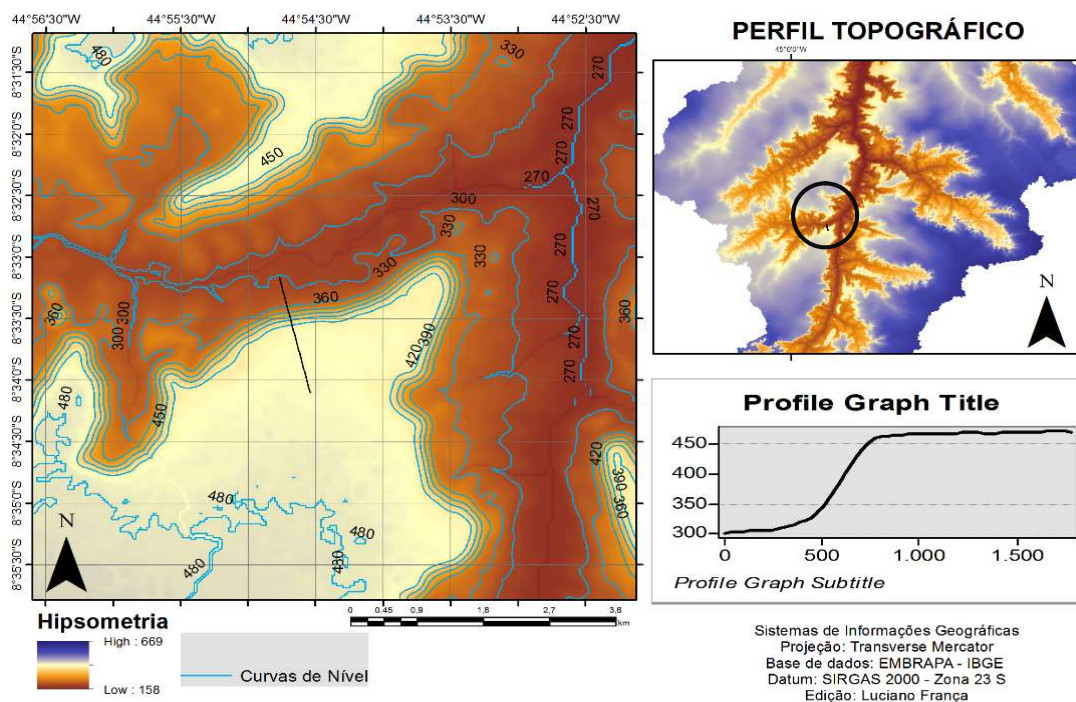 44°56'30"W 44°55'30"W 44°54'30"W 44°53'30"W 44°52'30"W
8°31'30"S
8°32'0"S
8°32'30"S
8°33'0"S
8°33'30"S
8°34'0"S
8°34'30"S
8°35'0"S
8°35'30"S
480
330
270
270
450
270
270
300
270
330
330
330
270
360
360
360
300
300
390
420
270
270
480
450
420
390
360
480
480
480
480
N
0 0,45 0,9 1,8 2,7 3,6
km
Hipsometria
High : 669
Low : 158
Curvas de Nível
PERFIL TOPOGRÁFICO
45°0'0"W
N
Profile Graph Title
450
400
350
300
0 500 1.000 1.500
Profile Graph Subtitle
Sistemas de Informações Geográficas
Projeção: Transverse Mercator
Base de dados: EMBRAPA - IBGE
Datum: SIRGAS 2000 - Zona 23 S
Edição: Luciano França